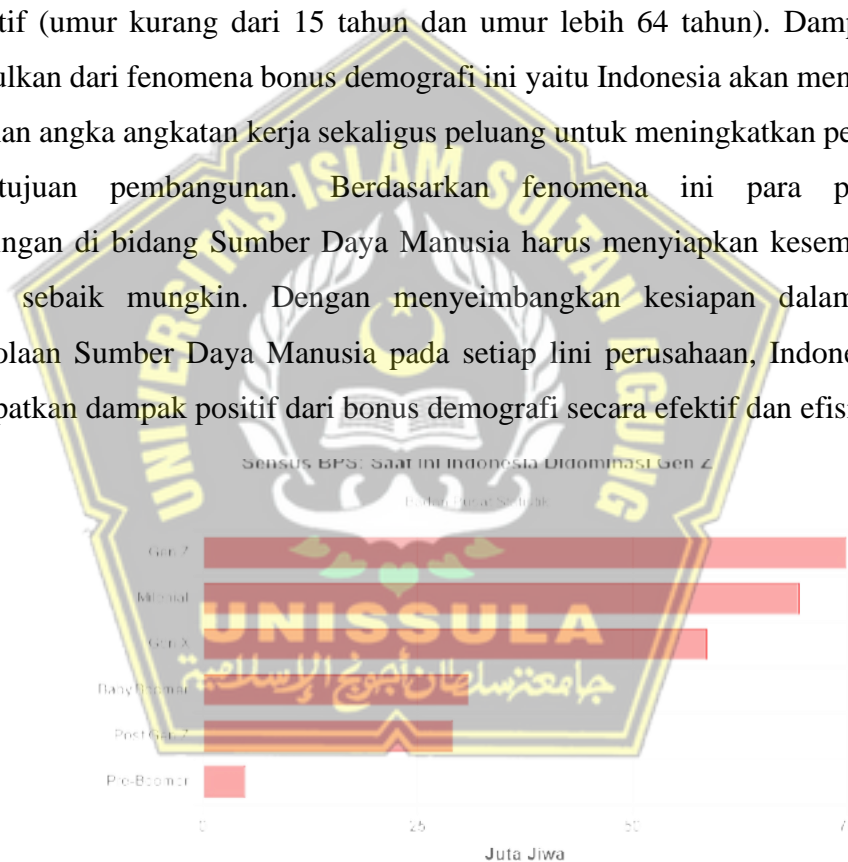 tif (umur kurang dari 15 tahun dan umur lebih 64 tahun). Damp
ulkan dari fenomena bonus demografi ini yaitu Indonesia akan men
an angka angkatan kerja sekaligus peluang untuk meningkatkan pe
tujuan pembangunan. Berdasarkan fenomena ini para p
ngan di bidang Sumber Daya Manusia harus menyiapkan kesem
sebaik mungkin. Dengan menyeimbangkan kesiapan dalam
olaan Sumber Daya Manusia pada setiap lini perusahaan, Indone
patkan dampak positif dari bonus demografi secara efektif dan efis
UNIVERSITAS ISLAM SULTAN AGUNG
Sensus BPS: Saat Ini Indonesia Didominasi Gen Z
Badan Pusat Statistik
Gen Z
Milenial
Gen X
Baby Boomer
Post Gen Z
Pre-Boomer
UNISSULA
جامعتسلطان أجونج الإسلامية
0 25 50 7
Juta Jiwa